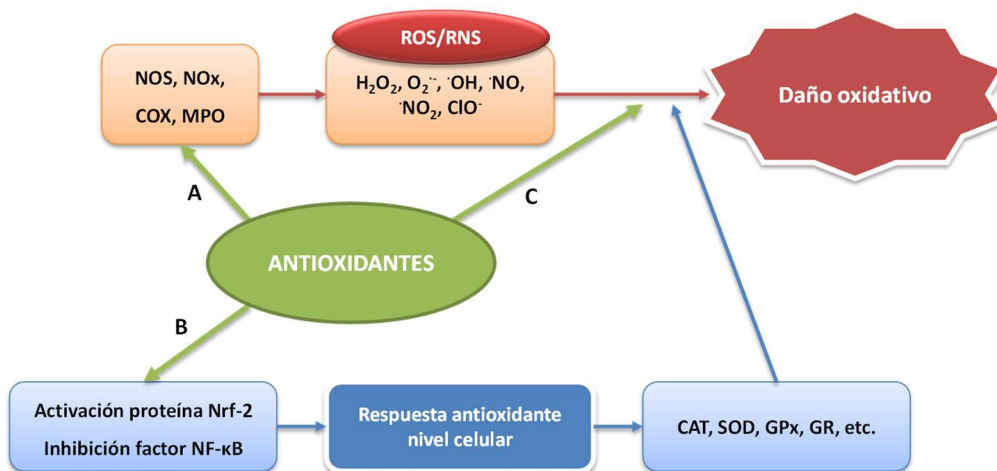 ROS/RNS
NOS, NOx,
COX, MPO
H₂O₂, O₂˙⁻, ˙OH, ˙NO,
˙NO₂, ClO⁻
Daño oxidativo
A
C
ANTIOXIDANTES
B
Activación proteína Nrf-2
Inhibición factor NF-κB
Respuesta antioxidante
nivel celular
CAT, SOD, GPx, GR, etc.